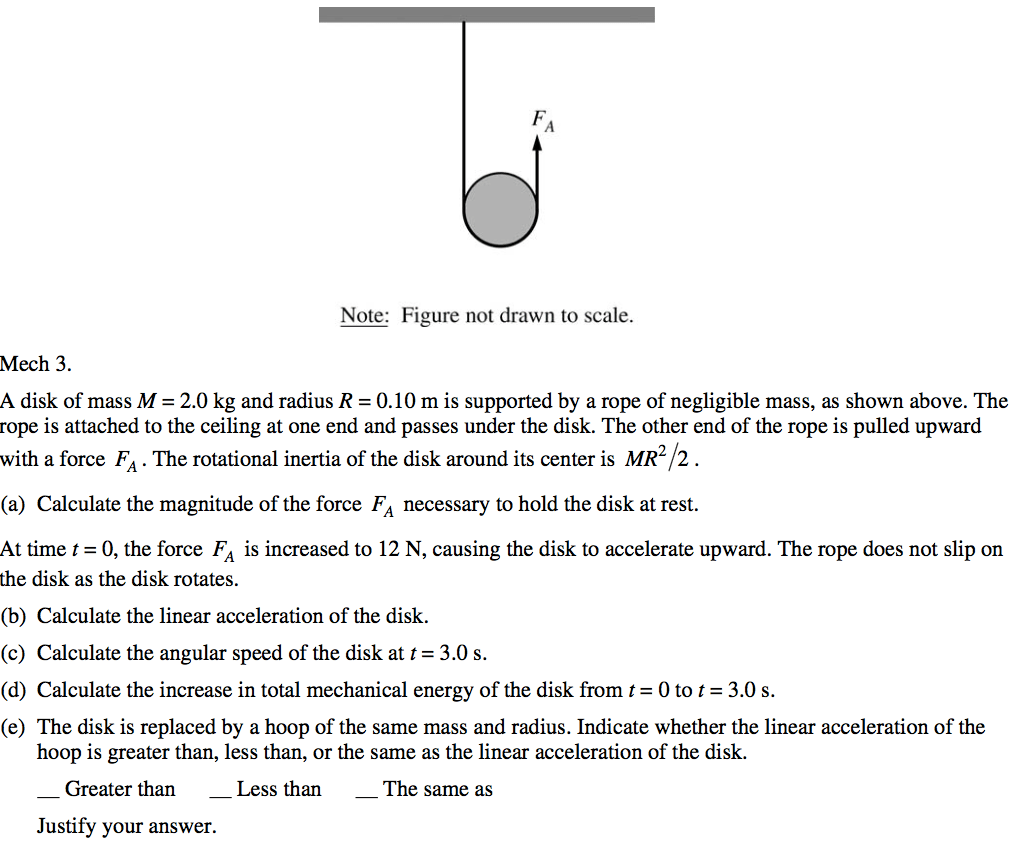 F_A
Note: Figure not drawn to scale.
Mech 3.
A disk of mass M = 2.0 kg and radius R = 0.10 m is supported by a rope of negligible mass, as shown above. The
rope is attached to the ceiling at one end and passes under the disk. The other end of the rope is pulled upward
with a force F_A. The rotational inertia of the disk around its center is MR²/2.
(a) Calculate the magnitude of the force F_A necessary to hold the disk at rest.
At time t = 0, the force F_A is increased to 12 N, causing the disk to accelerate upward. The rope does not slip on
the disk as the disk rotates.
(b) Calculate the linear acceleration of the disk.
(c) Calculate the angular speed of the disk at t = 3.0 s.
(d) Calculate the increase in total mechanical energy of the disk from t = 0 to t = 3.0 s.
(e) The disk is replaced by a hoop of the same mass and radius. Indicate whether the linear acceleration of the
hoop is greater than, less than, or the same as the linear acceleration of the disk.
__ Greater than __ Less than __ The same as
Justify your answer.